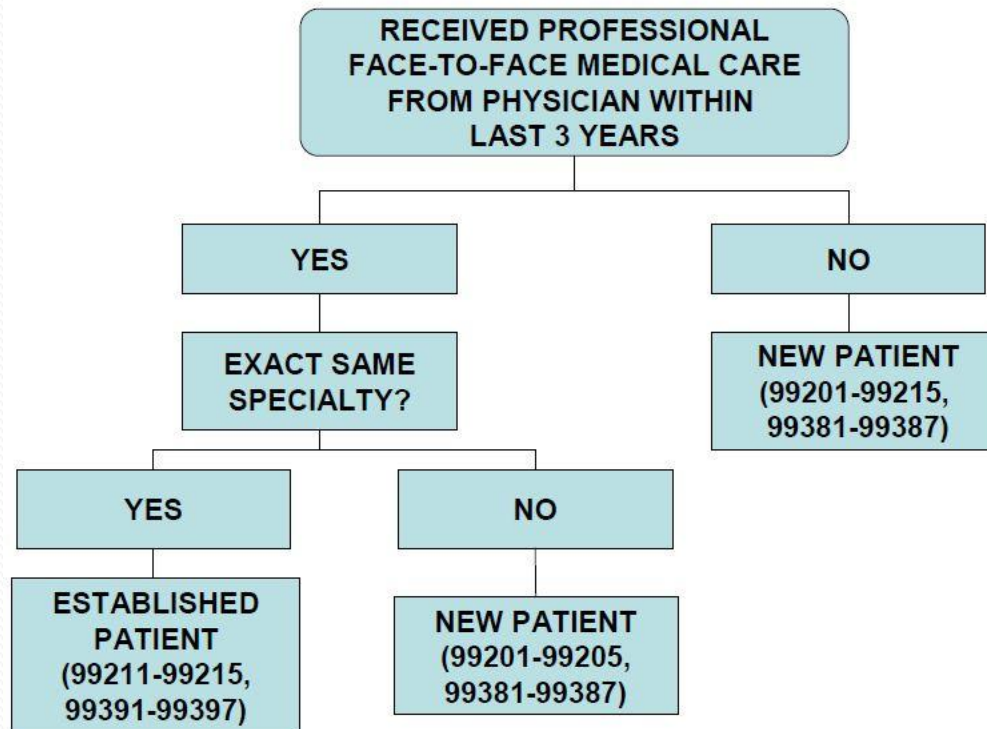 RECEIVED PROFESSIONAL
FACE-TO-FACE MEDICAL CARE
FROM PHYSICIAN WITHIN
LAST 3 YEARS
YES
NO
EXACT SAME
SPECIALTY?
NEW PATIENT
(99201-99215,
99381-99387)
YES
NO
ESTABLISHED
PATIENT
(99211-99215,
99391-99397)
NEW PATIENT
(99201-99205,
99381-99387)